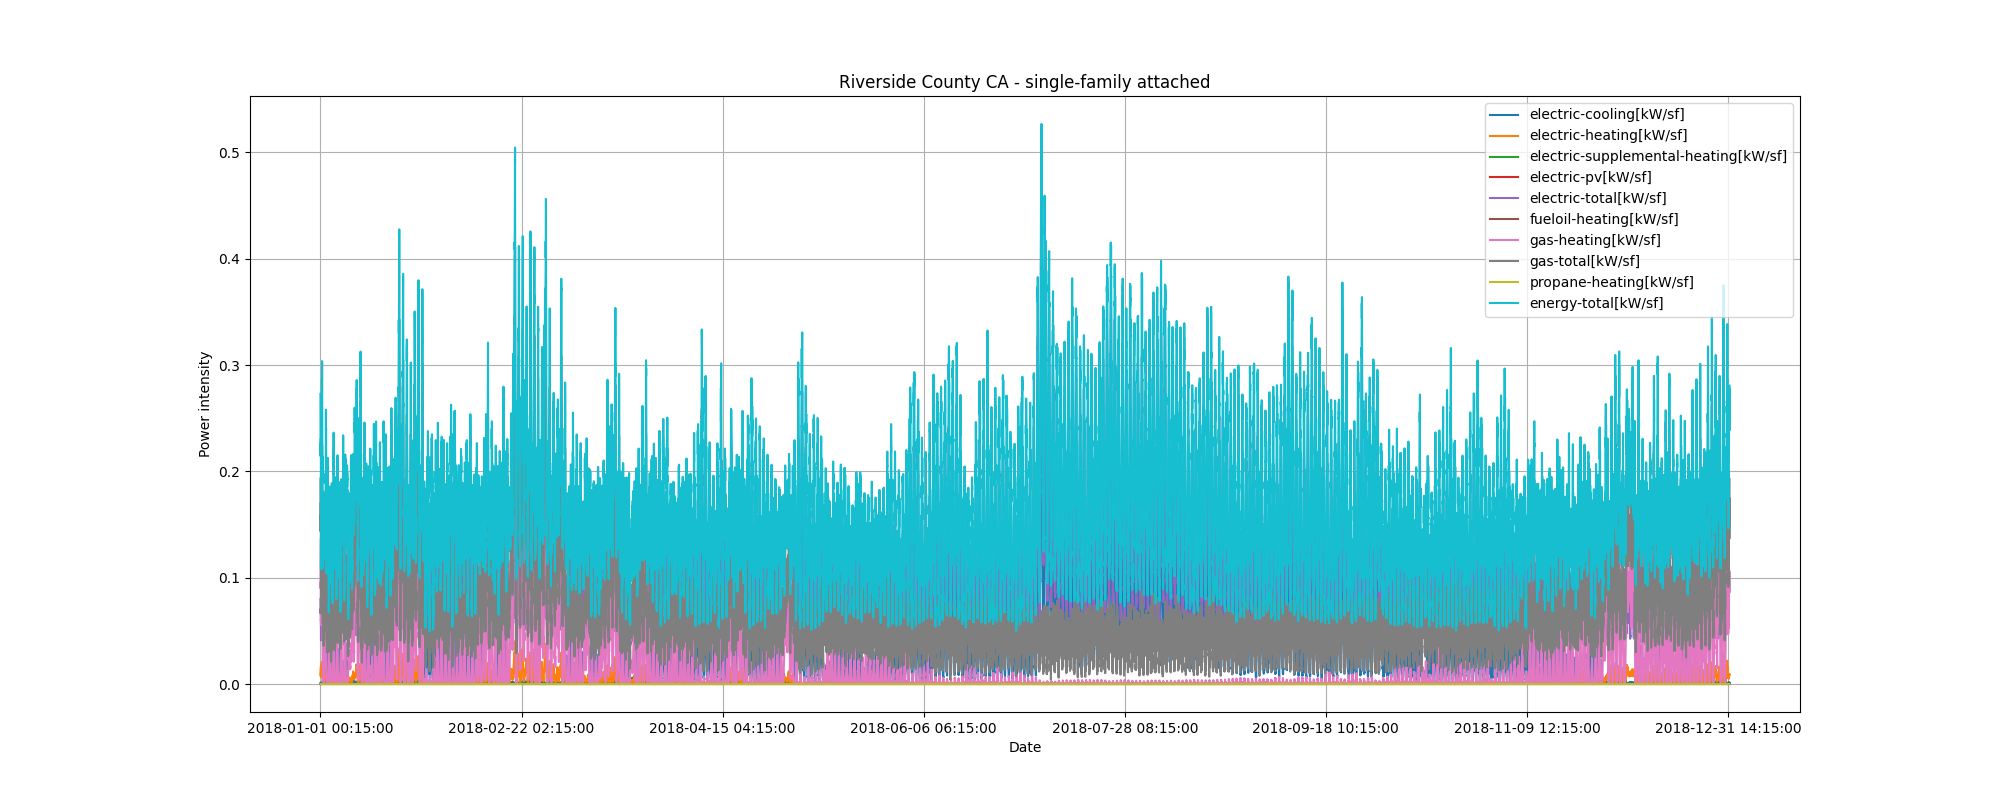 Riverside County CA - single-family attached
electric-cooling[kW/sf]
electric-heating[kW/sf]
electric-supplemental-heating[kW/sf]
electric-pv[kW/sf]
electric-total[kW/sf]
fueloil-heating[kW/sf]
gas-heating[kW/sf]
gas-total[kW/sf]
propane-heating[kW/sf]
energy-total[kW/sf]
Power intensity
0.5
0.4
0.3
0.2
0.1
0.0
2018-01-01 00:15:00 2018-02-22 02:15:00 2018-04-15 04:15:00 2018-06-06 06:15:00 2018-07-28 08:15:00 2018-09-18 10:15:00 2018-11-09 12:15:00 2018-12-31 14:15:00
Date